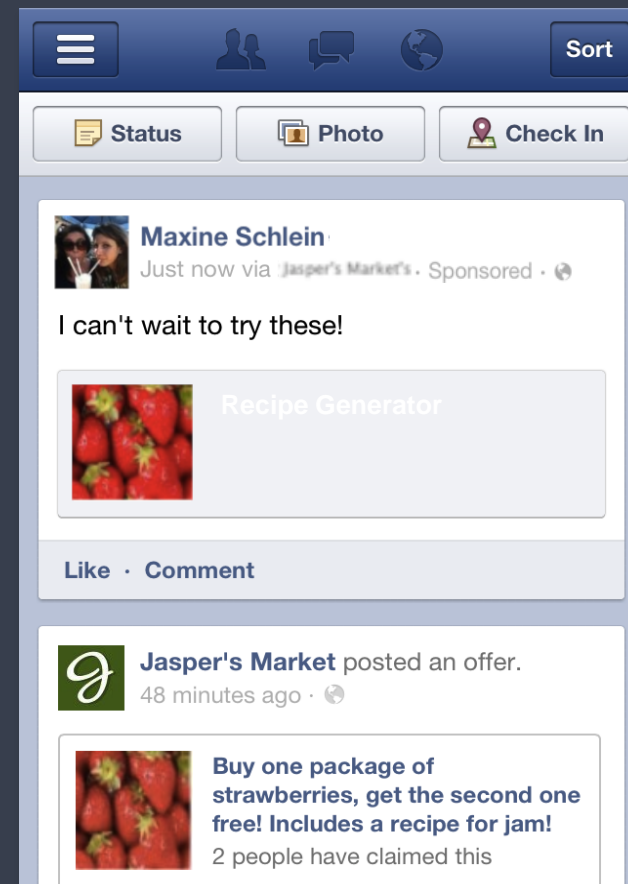 Sort
Status Photo Check In
Maxine Schlein
Just now via Jasper's Market's · Sponsored ·
I can't wait to try these!
Recipe Generator
Like · Comment
Jasper's Market posted an offer.
48 minutes ago ·
Buy one package of
strawberries, get the second one
free! Includes a recipe for jam!
2 people have claimed this